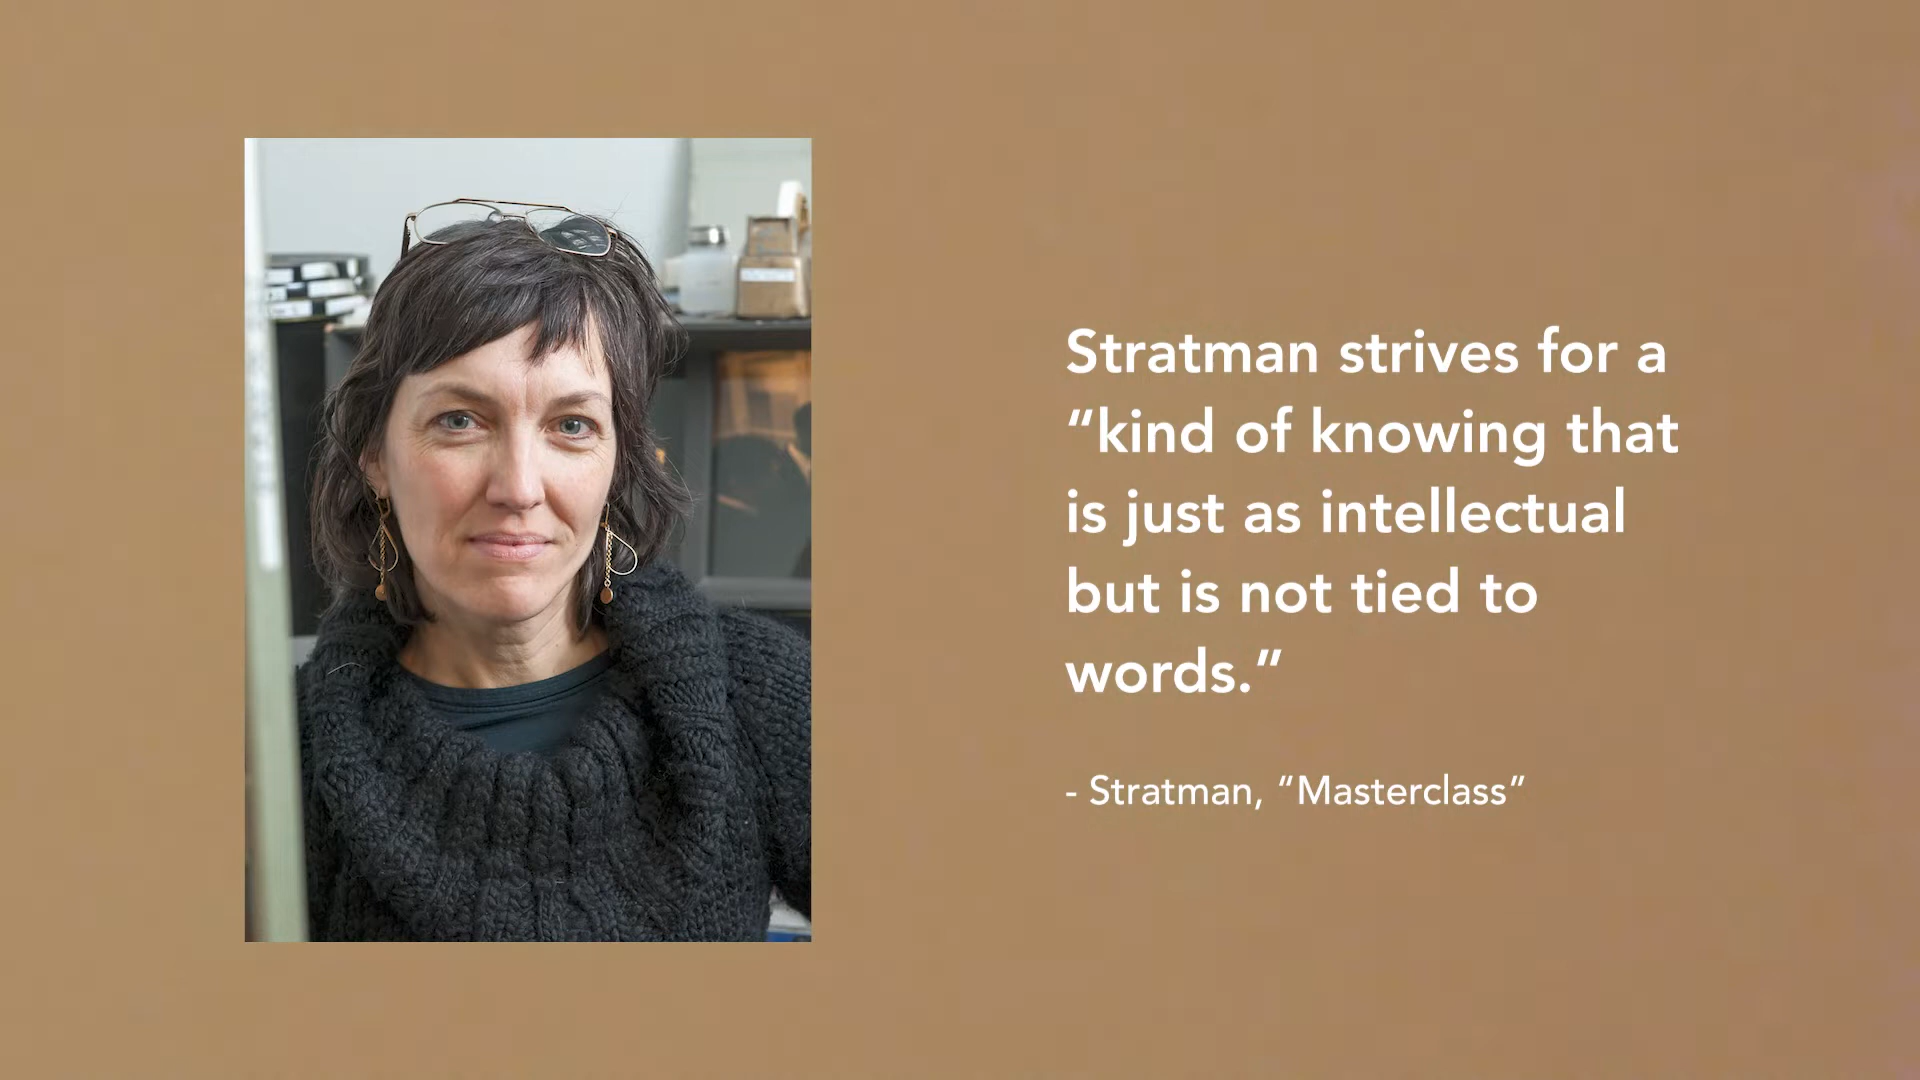 Stratman strives for a
“kind of knowing that
is just as intellectual
but is not tied to
words.”
- Stratman, “Masterclass”